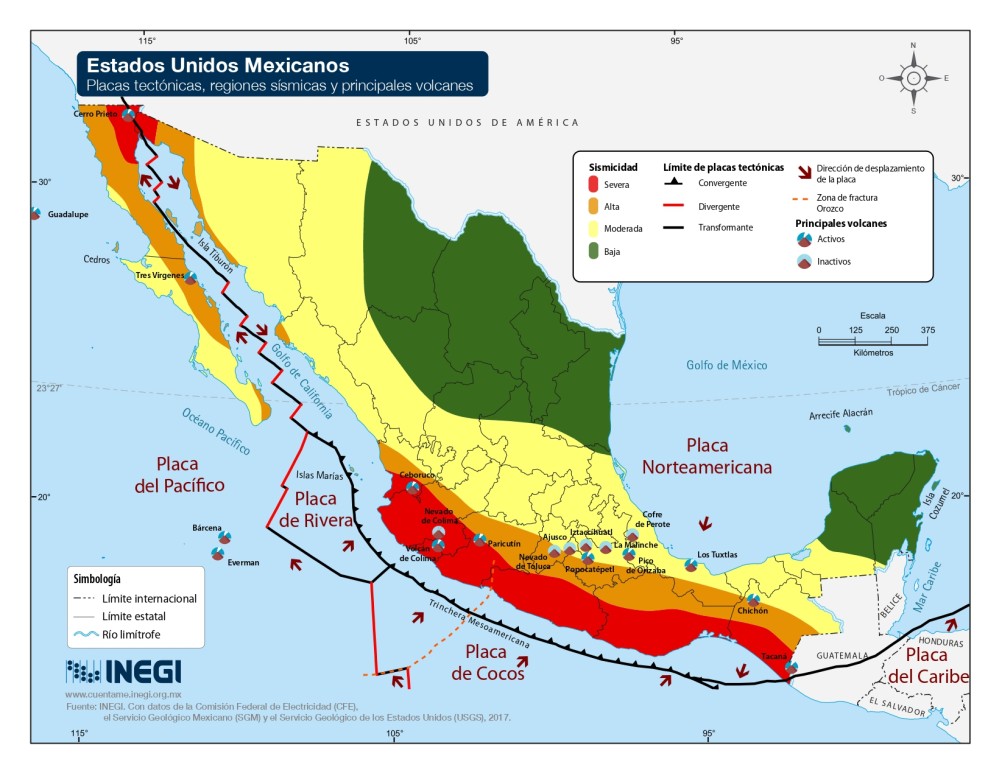 115°
105°
95°
Estados Unidos Mexicanos
Placas tectónicas, regiones sísmicas y principales volcanes
N
O
E
S
ESTADOS UNIDOS DE AMÉRICA
Cerro Prieto
30°
30°
Guadalupe
Cedros
Isla Tiburón
Tres Vírgenes
Sismicidad
Severa
Alta
Moderada
Baja
Límite de placas tectónicas
Convergente
Divergente
Transformante
Dirección de desplazamiento
de la placa
Zona de fractura
Orozco
Principales volcanes
Activos
Inactivos
Escala
0 125 250 375
Kilómetros
Golfo de California
Golfo de México
23°27'
Trópico de Cáncer
Océano Pacífico
Arrecife Alacrán
Placa
del Pacífico
Placa
Norteamericana
Islas Marías
Placa
de Rivera
20°
20°
Isla
Cozumel
Ceboruco
Nevado
de Colima
Volcán
de Colima
Paricutín
Ajusco
Iztaccíhuatl
Cofre
de Perote
La Malinche
Nevado
de Toluca
Popocatépetl
Pico
de Orizaba
Los Tuxtlas
Chichón
Tacaná
Bárcena
Everman
Simbología
Límite internacional
Límite estatal
Río limítrofe
Trinchera Mesoamericana
Placa
de Cocos
BELICE
Mar Caribe
GUATEMALA
HONDURAS
Placa
del Caribe
EL SALVADOR
INEGI
www.cuentame.inegi.org.mx
Fuente: INEGI. Con datos de la Comisión Federal de Electricidad (CFE),
el Servicio Geológico Mexicano (SGM) y el Servicio Geológico de los Estados Unidos (USGS), 2017.
115°
105°
95°